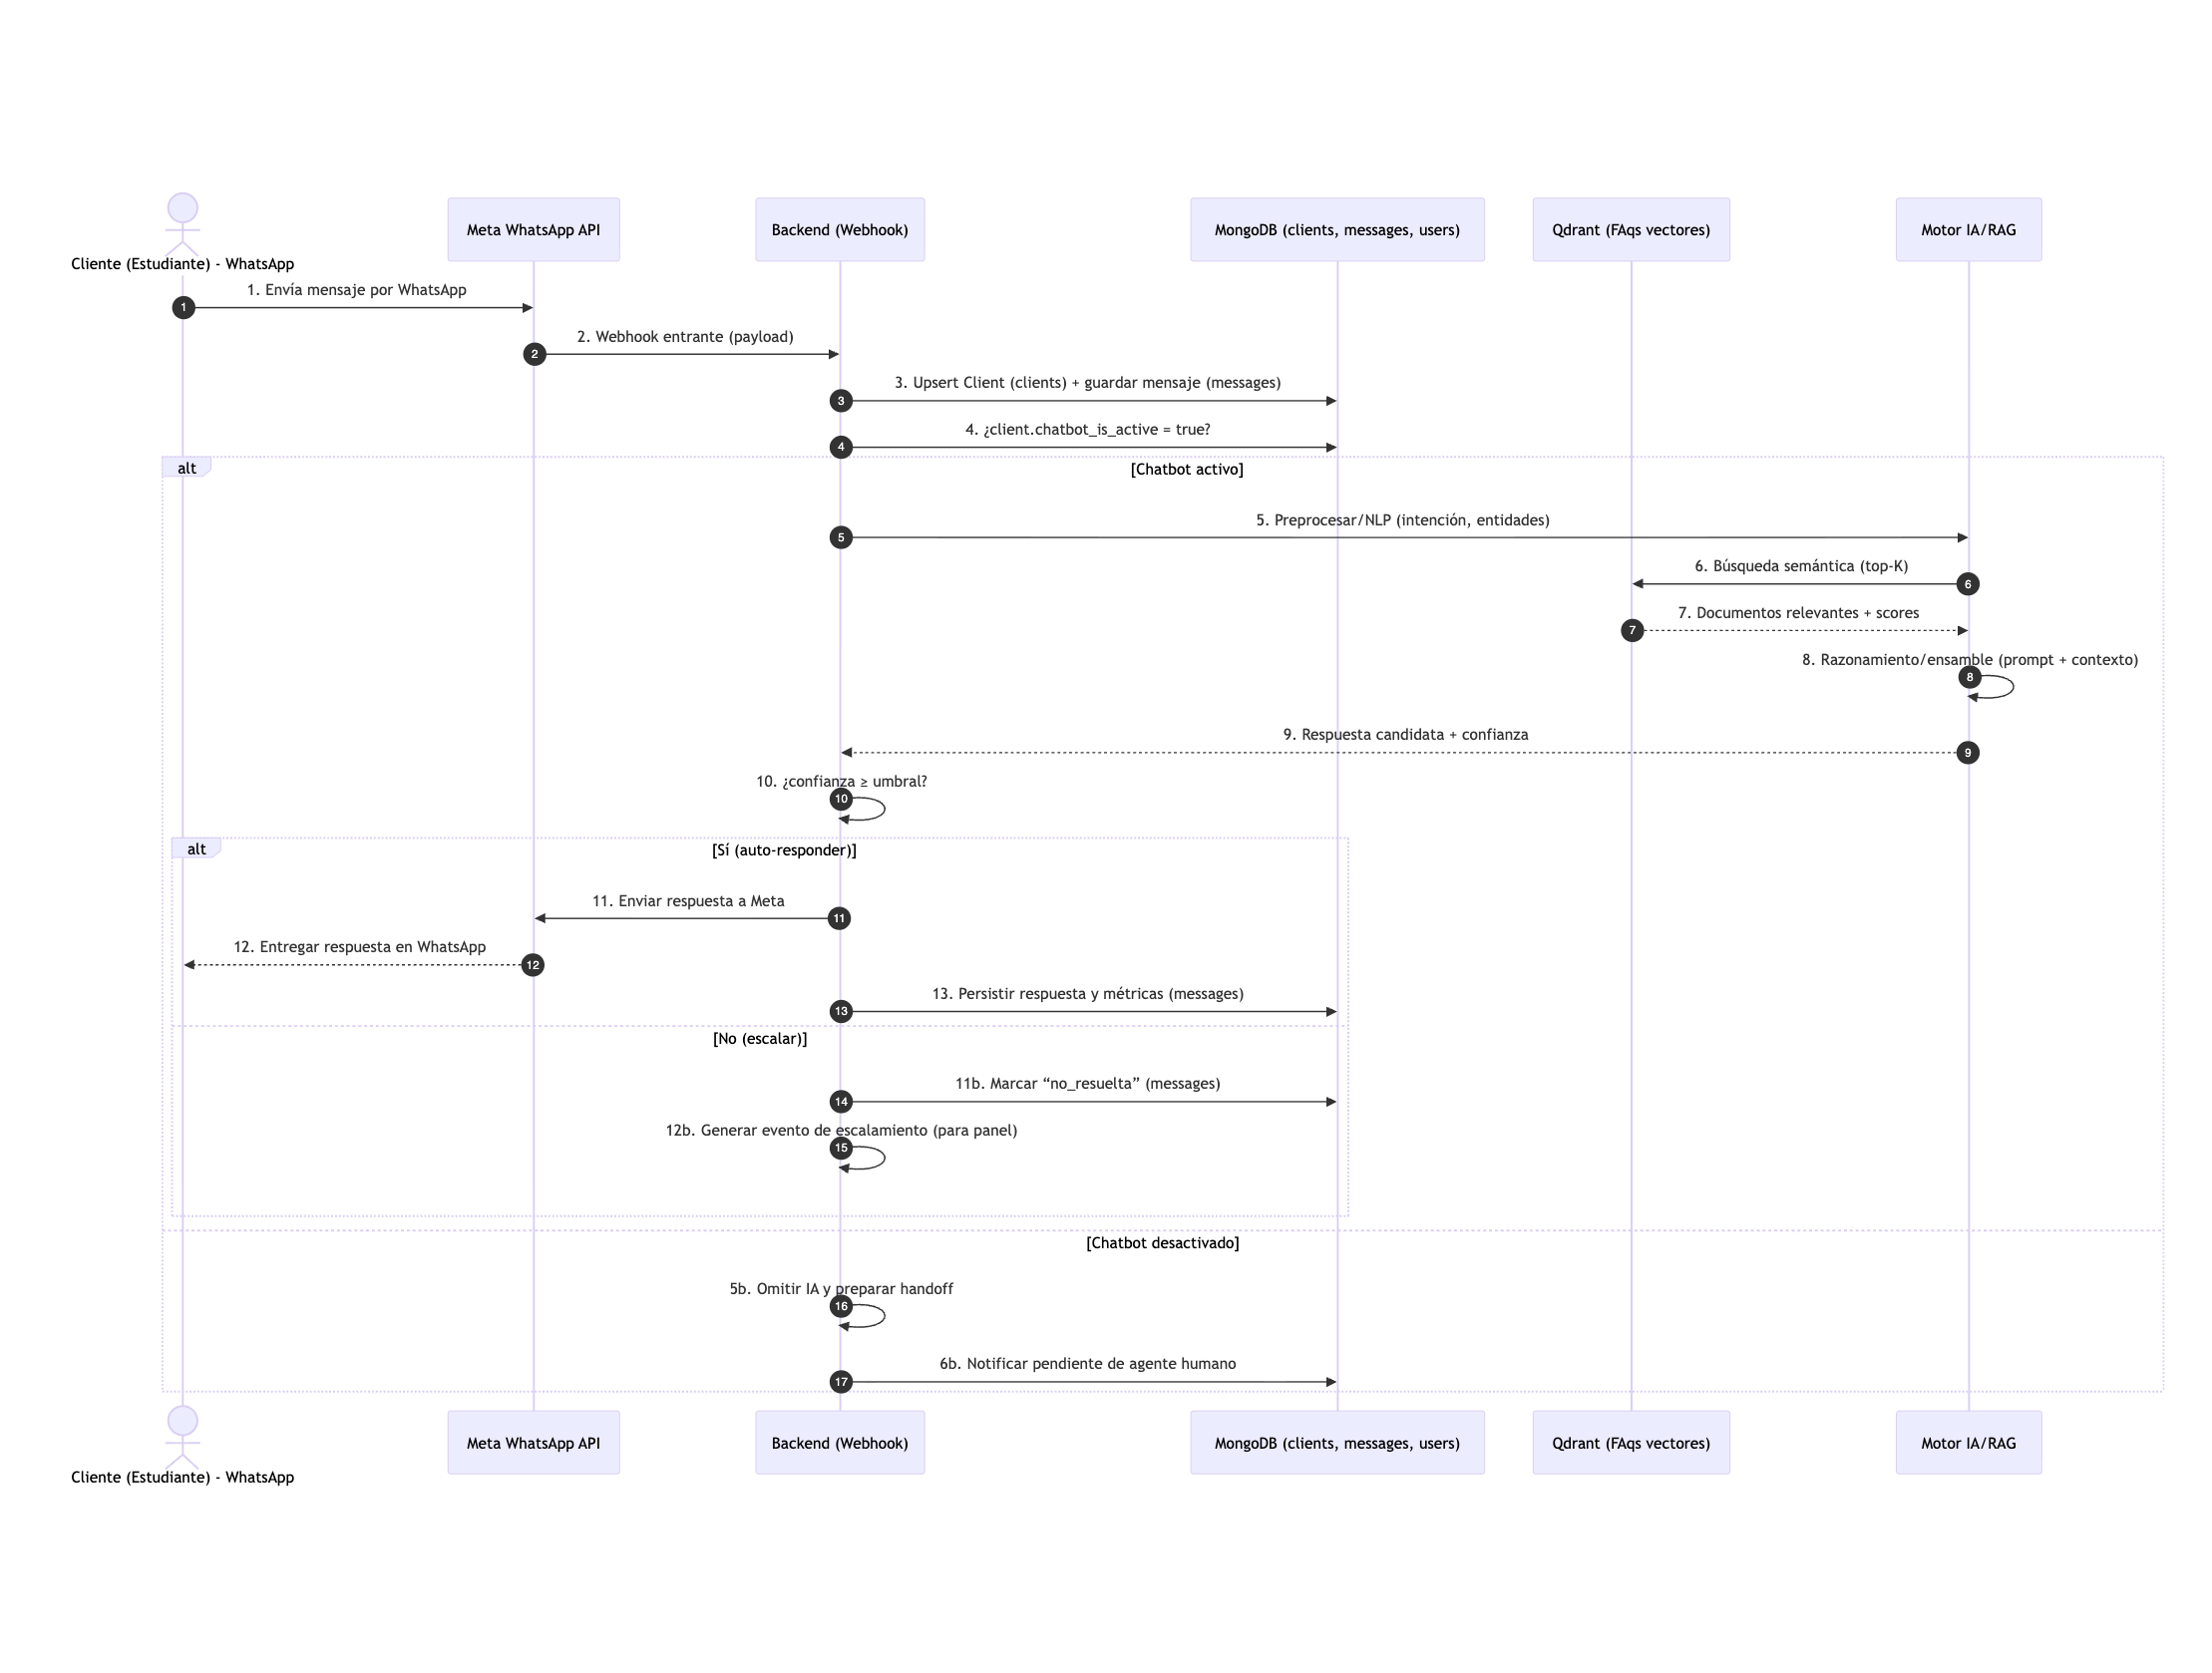 Cliente (Estudiante) - WhatsApp
Meta WhatsApp API
Backend (Webhook)
MongoDB (clients, messages, users)
Qdrant (FAqs vectores)
Motor IA/RAG
1. Envía mensaje por WhatsApp
1
2. Webhook entrante (payload)
2
3. Upsert Client (clients) + guardar mensaje (messages)
3
4. ¿client.chatbot_is_active = true?
4
alt
[Chatbot activo]
5. Preprocesar/NLP (intención, entidades)
5
6. Búsqueda semántica (top-K)
6
7. Documentos relevantes + scores
7
8. Razonamiento/ensamble (prompt + contexto)
8
9. Respuesta candidata + confianza
9
10. ¿confianza ≥ umbral?
10
alt
[Sí (auto-responder)]
11. Enviar respuesta a Meta
11
12. Entregar respuesta en WhatsApp
12
13. Persistir respuesta y métricas (messages)
13
[No (escalar)]
11b. Marcar “no_resuelta” (messages)
14
12b. Generar evento de escalamiento (para panel)
15
[Chatbot desactivado]
5b. Omitir IA y preparar handoff
16
6b. Notificar pendiente de agente humano
17
Cliente (Estudiante) - WhatsApp
Meta WhatsApp API
Backend (Webhook)
MongoDB (clients, messages, users)
Qdrant (FAqs vectores)
Motor IA/RAG